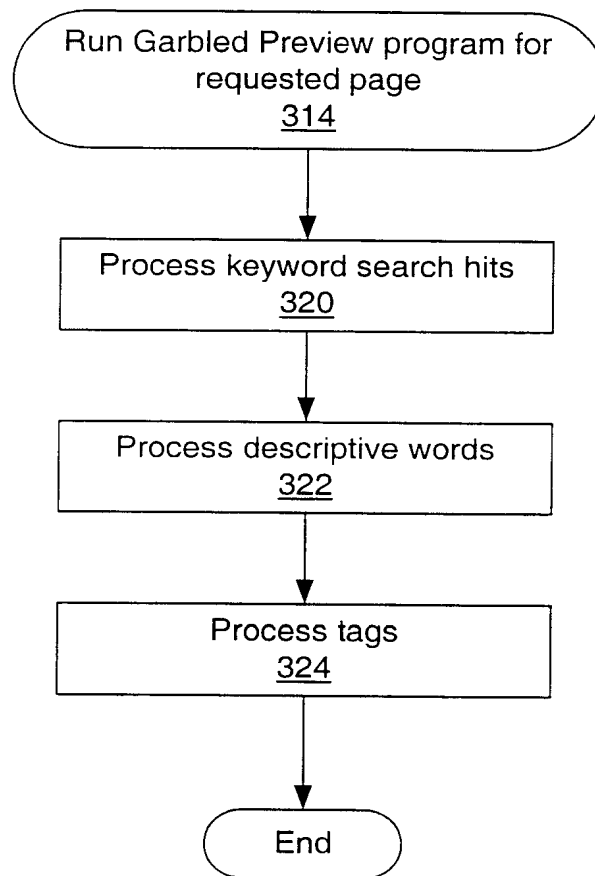 Run Garbled Preview program for
requested page
314
Process keyword search hits
320
Process descriptive words
322
Process tags
324
End